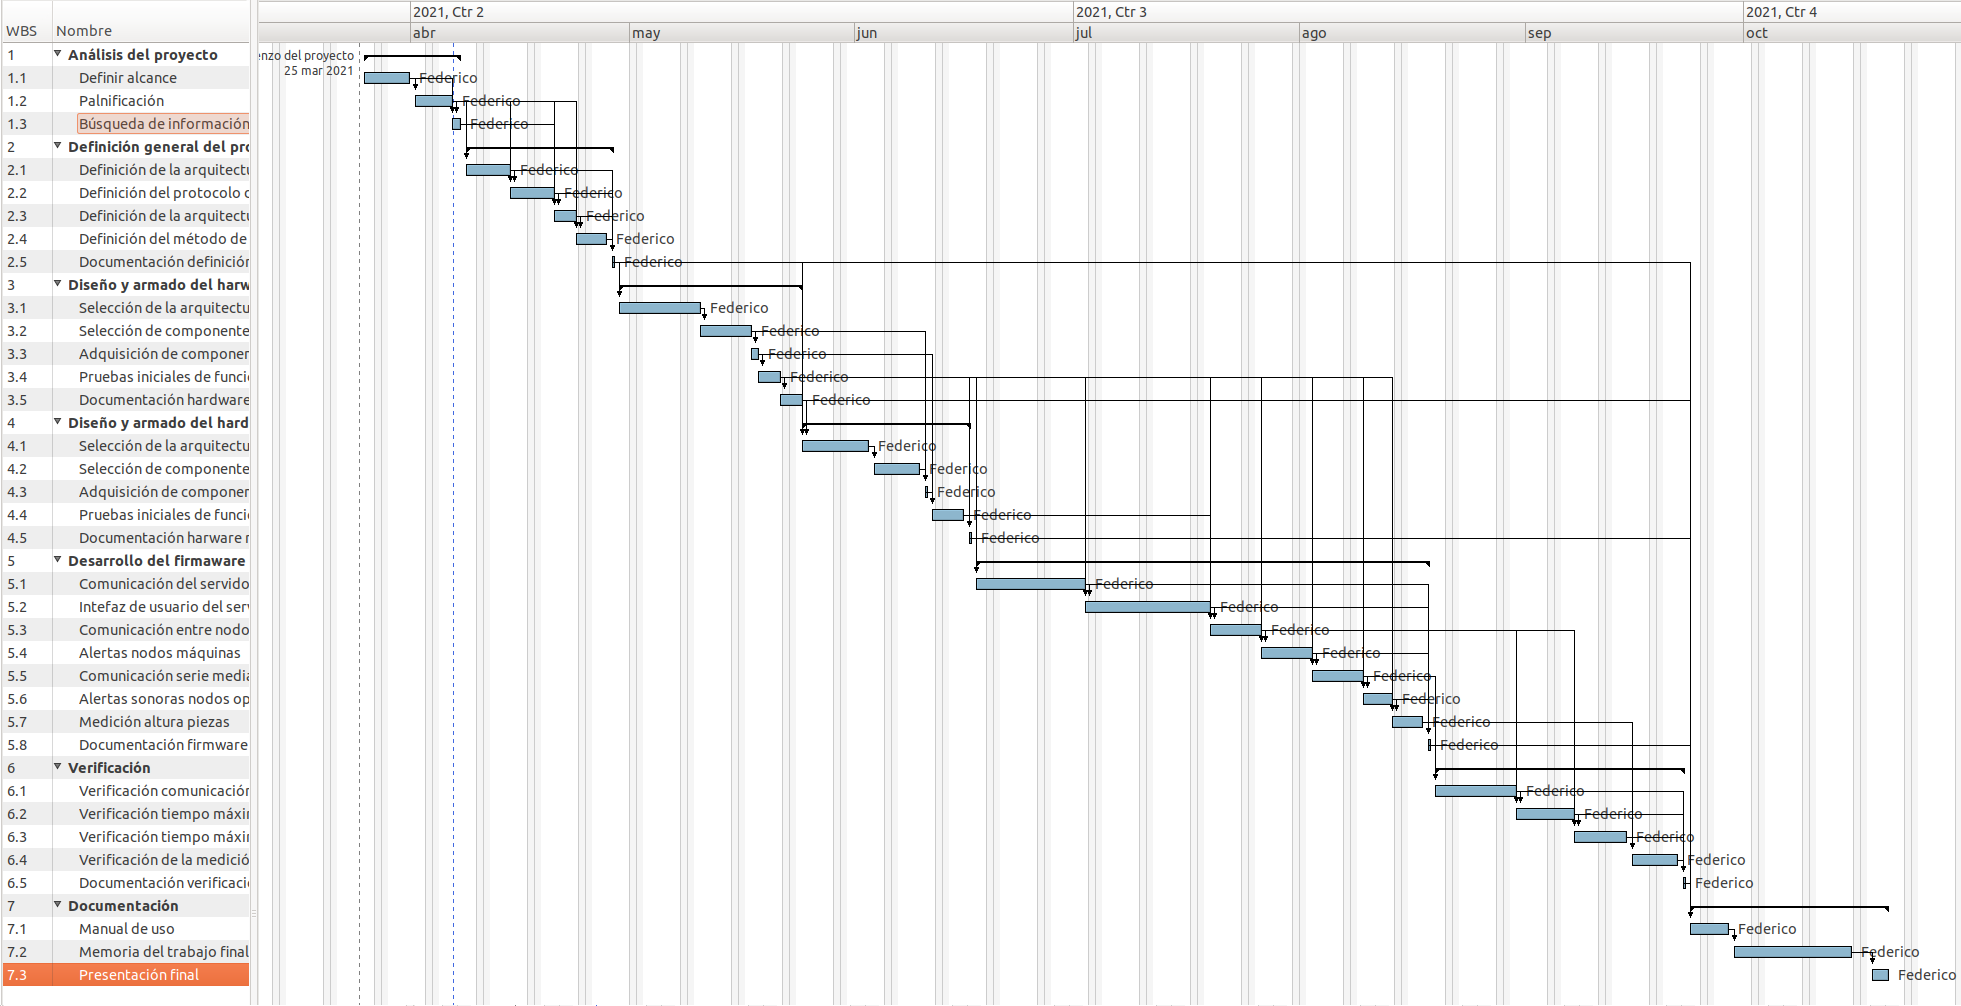 2021, Ctr 2 2021, Ctr 3 2021, Ctr 4
WBS Nombre abr may jun jul ago sep oct
1 Análisis del proyecto enzo del proyecto
25 mar 2021
1.1 Definir alcance Federico
1.2 Palnificación Federico
1.3 Búsqueda de información Federico
2 Definición general del pro
2.1 Definición de la arquitectu Federico
2.2 Definición del protocolo c Federico
2.3 Definición de la arquitectu Federico
2.4 Definición del método de Federico
2.5 Documentación definición Federico
3 Diseño y armado del harw
3.1 Selección de la arquitectu Federico
3.2 Selección de componente Federico
3.3 Adquisición de componen Federico
3.4 Pruebas iniciales de funci Federico
3.5 Documentación hardware Federico
4 Diseño y armado del hard
4.1 Selección de la arquitectu Federico
4.2 Selección de componente Federico
4.3 Adquisición de componen Federico
4.4 Pruebas iniciales de funci Federico
4.5 Documentación harware r Federico
5 Desarrollo del firmaware
5.1 Comunicación del servido Federico
5.2 Intefaz de usuario del serv Federico
5.3 Comunicación entre nodo Federico
5.4 Alertas nodos máquinas Federico
5.5 Comunicación serie media Federico
5.6 Alertas sonoras nodos op Federico
5.7 Medición altura piezas Federico
5.8 Documentación firmware Federico
6 Verificación
6.1 Verificación comunicación Federico
6.2 Verificación tiempo máxir Federico
6.3 Verificación tiempo máxir Federico
6.4 Verificación de la medició Federico
6.5 Documentación verificaci Federico
7 Documentación
7.1 Manual de uso Federico
7.2 Memoria del trabajo final Federico
7.3 Presentación final Federico